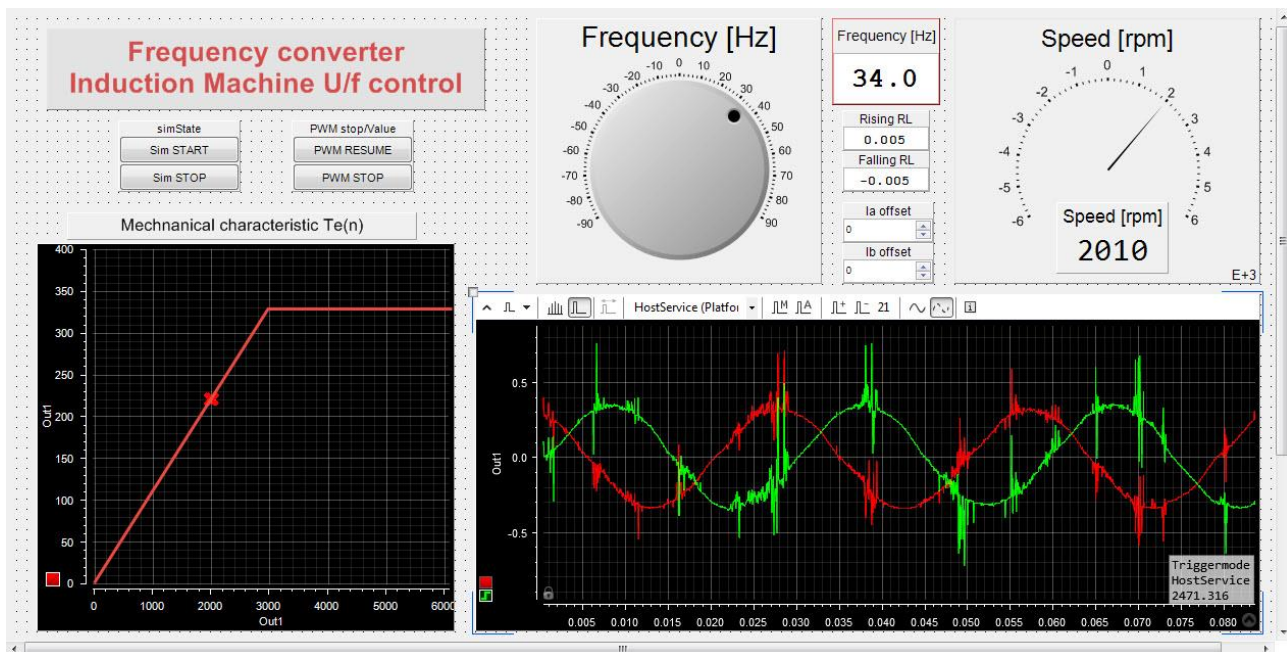 Frequency converter
Induction Machine U/f control
simState
Sim START
Sim STOP
PWM stop/Value
PWM RESUME
PWM STOP
Frequency [Hz]
-90 -80 -70 -60 -50 -40 -30 -20 -10 0 10 20 30 40 50 60 70 80 90
Frequency [Hz]
34.0
Rising RL
0.005
Falling RL
-0.005
Ia offset
0
Ib offset
0
Speed [rpm]
-6 -5 -4 -3 -2 -1 0 1 2 3 4 5 6
Speed [rpm]
2010
E+3
Mechnanical characteristic Te(n)
400
350
300
250
200
150
100
50
0
Out1
0 1000 2000 3000 4000 5000 6000
Out1
HostService (Platfor
M A 21
0.5
0.0
-0.5
Out1
Triggermode
HostService
2471.316
0.005 0.010 0.015 0.020 0.025 0.030 0.035 0.040 0.045 0.050 0.055 0.060 0.065 0.070 0.075 0.080